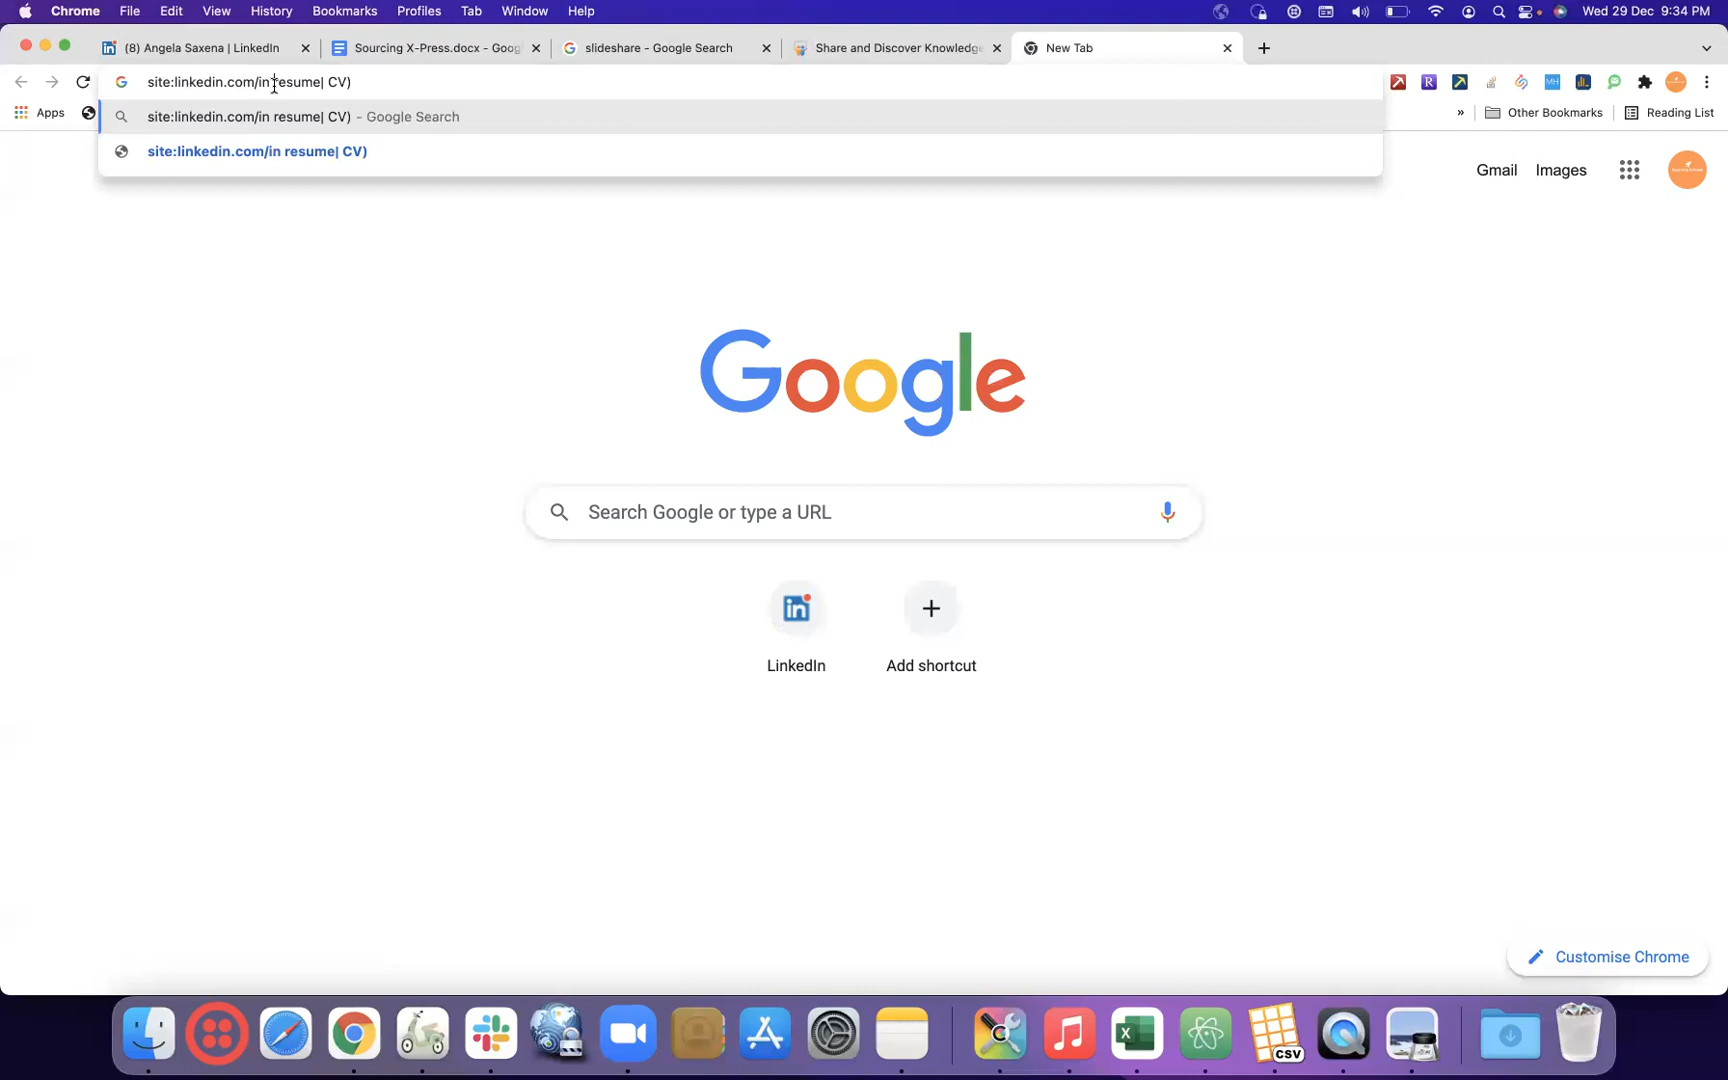 Chrome File Edit View History Bookmarks Profiles Tab Window Help Wed 29 Dec 9:34 PM
(8) Angela Saxena | LinkedIn Sourcing X-Press.docx - Goog slideshare - Google Search Share and Discover Knowledge New Tab
site:linkedin.com/in resume| CV)
Apps Other Bookmarks Reading List
site:linkedin.com/in resume| CV) - Google Search
site:linkedin.com/in resume| CV)
Gmail Images
Google
Search Google or type a URL
LinkedIn Add shortcut
Customise Chrome
CSV